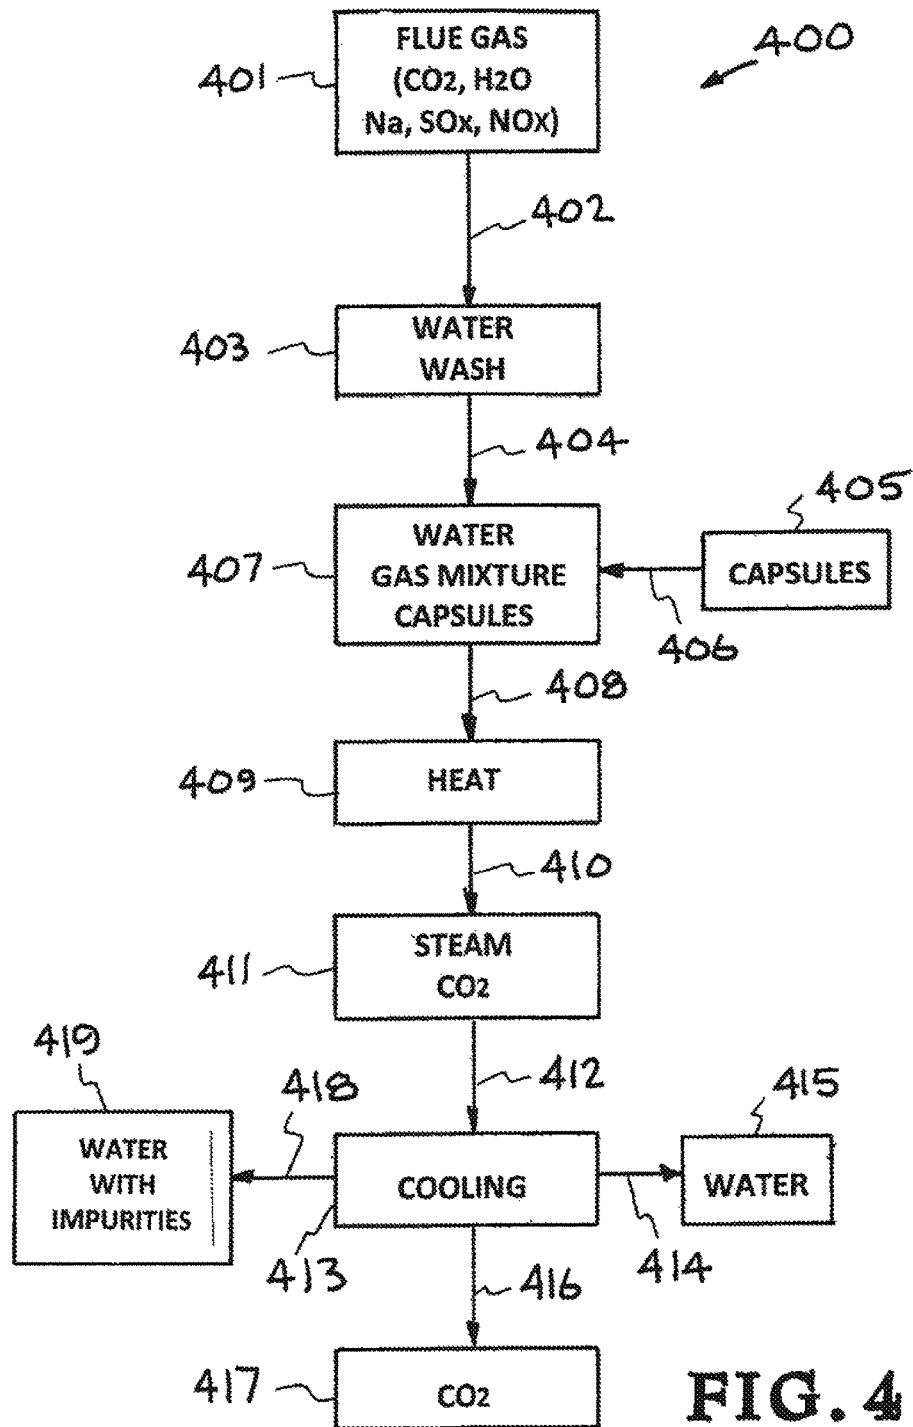 FLUE GAS
(CO2, H2O
Na, SOx, NOx)
401
400
402
WATER
WASH
403
404
405
WATER
GAS MIXTURE
CAPSULES
407
CAPSULES
406
408
HEAT
409
410
STEAM
CO2
411
419
412
418
415
WATER
WITH
IMPURITIES
COOLING
WATER
413
414
416
417
CO2
FIG. 4